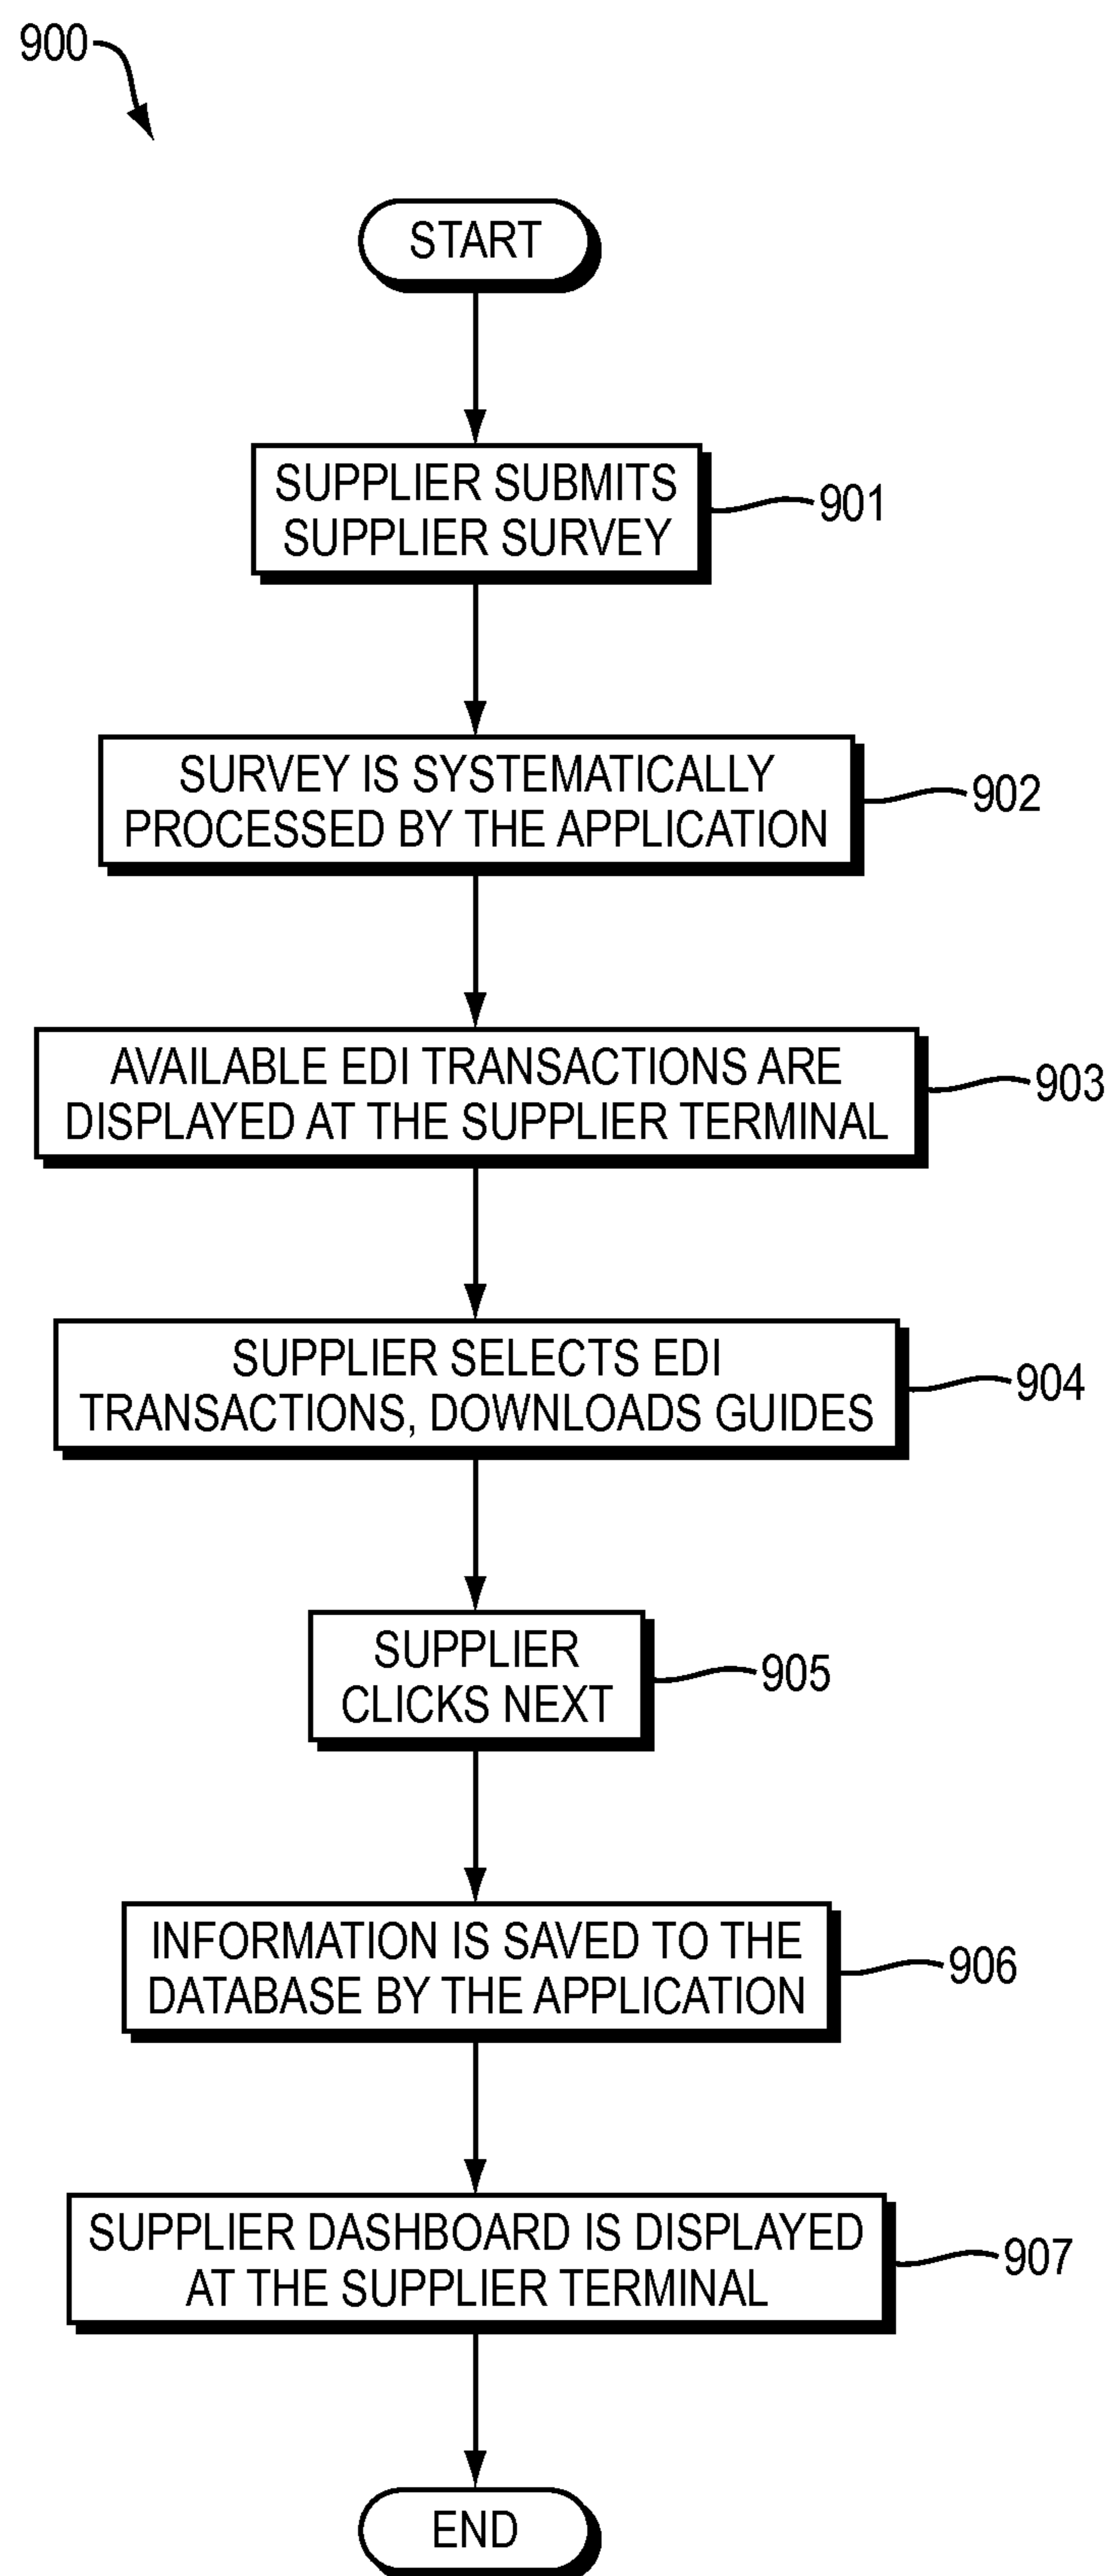 900
START
SUPPLIER SUBMITS
SUPPLIER SURVEY
901
SURVEY IS SYSTEMATICALLY
PROCESSED BY THE APPLICATION
902
AVAILABLE EDI TRANSACTIONS ARE
DISPLAYED AT THE SUPPLIER TERMINAL
903
SUPPLIER SELECTS EDI
TRANSACTIONS, DOWNLOADS GUIDES
904
SUPPLIER
CLICKS NEXT
905
INFORMATION IS SAVED TO THE
DATABASE BY THE APPLICATION
906
SUPPLIER DASHBOARD IS DISPLAYED
AT THE SUPPLIER TERMINAL
907
END